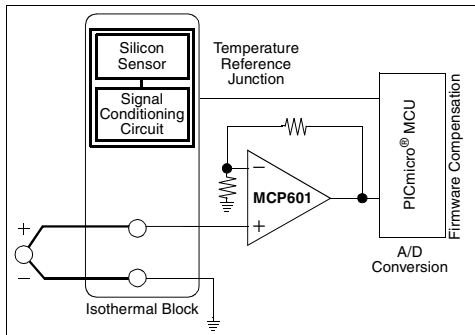 Silicon
Sensor
Signal
Conditioning
Circuit
Temperature
Reference
Junction
PICmicro® MCU
Firmware Compensation
−
MCP601
+
+
−
A/D
Conversion
Isothermal Block